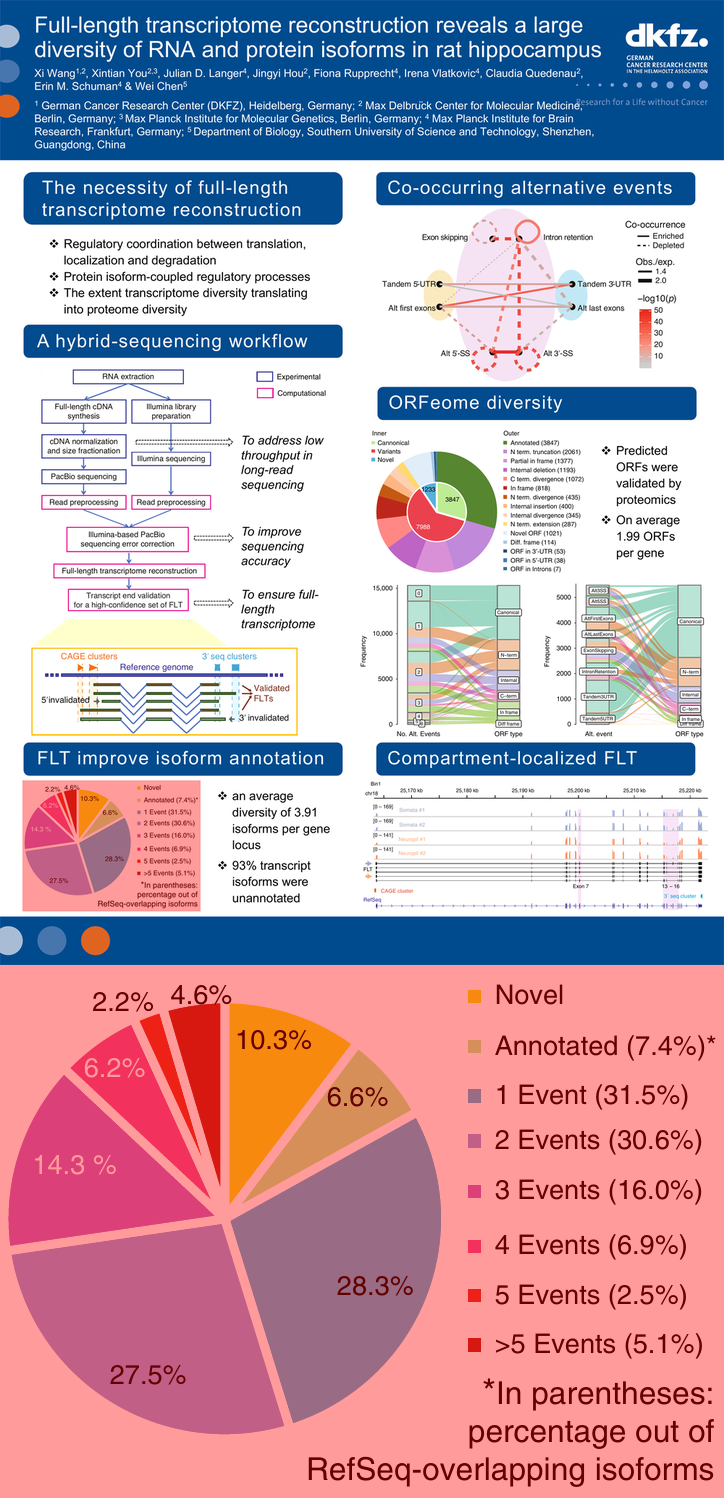 Full-length transcriptome reconstruction reveals a large
diversity of RNA and protein isoforms in rat hippocampus
Xi Wang1,2, Xintian You2,3, Julian D. Langer4, Jingyi Hou2, Fiona Rupprecht4, Irena Vlatkovic4, Claudia Quedenau2,
Erin M. Schuman4 & Wei Chen5
1 German Cancer Research Center (DKFZ), Heidelberg, Germany; 2 Max Delbrück Center for Molecular Medicine,
Berlin, Germany; 3 Max Planck Institute for Molecular Genetics, Berlin, Germany; 4 Max Planck Institute for Brain
Research, Frankfurt, Germany; 5 Department of Biology, Southern University of Science and Technology, Shenzhen,
Guangdong, China
dkfz.
GERMAN
CANCER RESEARCH CENTER
IN THE HELMHOLTZ ASSOCIATION
Research for a Life without Cancer
The necessity of full-length
transcriptome reconstruction
❖ Regulatory coordination between translation,
localization and degradation
❖ Protein isoform-coupled regulatory processes
❖ The extent transcriptome diversity translating
into proteome diversity
A hybrid-sequencing workflow
RNA extraction
Experimental
Computational
Full-length cDNA
synthesis
Illumina library
preparation
cDNA normalization
and size fractionation
Illumina sequencing
PacBio sequencing
Read preprocessing
Read preprocessing
Illumina-based PacBio
sequencing error correction
Full-length transcriptome reconstruction
Transcript end validation
for a high-confidence set of FLT
To address low
throughput in
long-read
sequencing
To improve
sequencing
accuracy
To ensure full-
length
transcriptome
CAGE clusters
Reference genome
3' seq clusters
5'invalidated
Validated
FLTs
3' invalidated
FLT improve isoform annotation
2.2%
4.6%
10.3%
6.6%
28.3%
27.5%
14.3 %
6.2%
Novel
Annotated (7.4%)*
1 Event (31.5%)
2 Events (30.6%)
3 Events (16.0%)
4 Events (6.9%)
5 Events (2.5%)
>5 Events (5.1%)
*In parentheses:
percentage out of
RefSeq-overlapping isoforms
❖ an average
diversity of 3.91
isoforms per gene
locus
❖ 93% transcript
isoforms were
unannotated
Co-occurring alternative events
Exon skipping
Intron retention
Tandem 5'-UTR
Tandem 3'-UTR
Alt first exons
Alt last exons
Alt 5'-SS
Alt 3'-SS
Co-occurrence
Enriched
Depleted
Obs./exp.
1.4
2.0
−log10(p)
50
40
30
20
10
ORFeome diversity
Inner
Cannonical
Variants
Novel
1233
3847
7988
Outer
Annotated (3847)
N term. truncation (2061)
Partial in frame (1377)
Internal deletion (1193)
C term. divergence (1072)
In frame (818)
N term. divergence (435)
Internal insertion (400)
Internal divergence (345)
N term. extension (287)
Novel ORF (1021)
Diff. frame (114)
ORF in 3'-UTR (53)
ORF in 5'-UTR (38)
ORF in Introns (7)
❖ Predicted
ORFs were
validated by
proteomics
❖ On average
1.99 ORFs
per gene
Frequency
15,000
10,000
5000
0
0
1
2
3
4
Canonical
N−term
Internal
C−term
In frame
Diff frame
No. Alt. Events
ORF type
Frequency
5000
4000
3000
2000
1000
0
Alt3SS
Alt5SS
AltFirstExons
AltLastExons
ExonSkipping
IntronRetention
Tandem3UTR
Tandem5UTR
Canonical
N−term
Internal
C−term
In frame
Diff frame
Alt. event
ORF type
Compartment-localized FLT
Bin1
chr18
25,170 kb
25,180 kb
25,190 kb
25,200 kb
25,210 kb
25,220 kb
[0 – 169]
Somata #1
[0 – 169]
Somata #2
[0 – 141]
Neuropil #1
[0 – 141]
Neuropil #2
FLT
CAGE cluster
Exon 7
13 – 16
3' seq cluster
RefSeq
2.2%
4.6%
10.3%
6.6%
28.3%
27.5%
14.3 %
6.2%
Novel
Annotated (7.4%)*
1 Event (31.5%)
2 Events (30.6%)
3 Events (16.0%)
4 Events (6.9%)
5 Events (2.5%)
>5 Events (5.1%)
*In parentheses:
percentage out of
RefSeq-overlapping isoforms